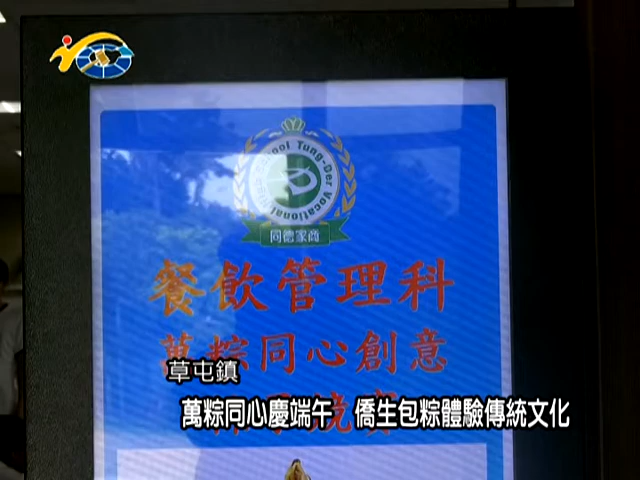 High School Tung-Der Vocational
同德家商
餐飲管理科
萬粽同心創意
草屯鎮
萬粽同心慶端午 僑生包粽體驗傳統文化